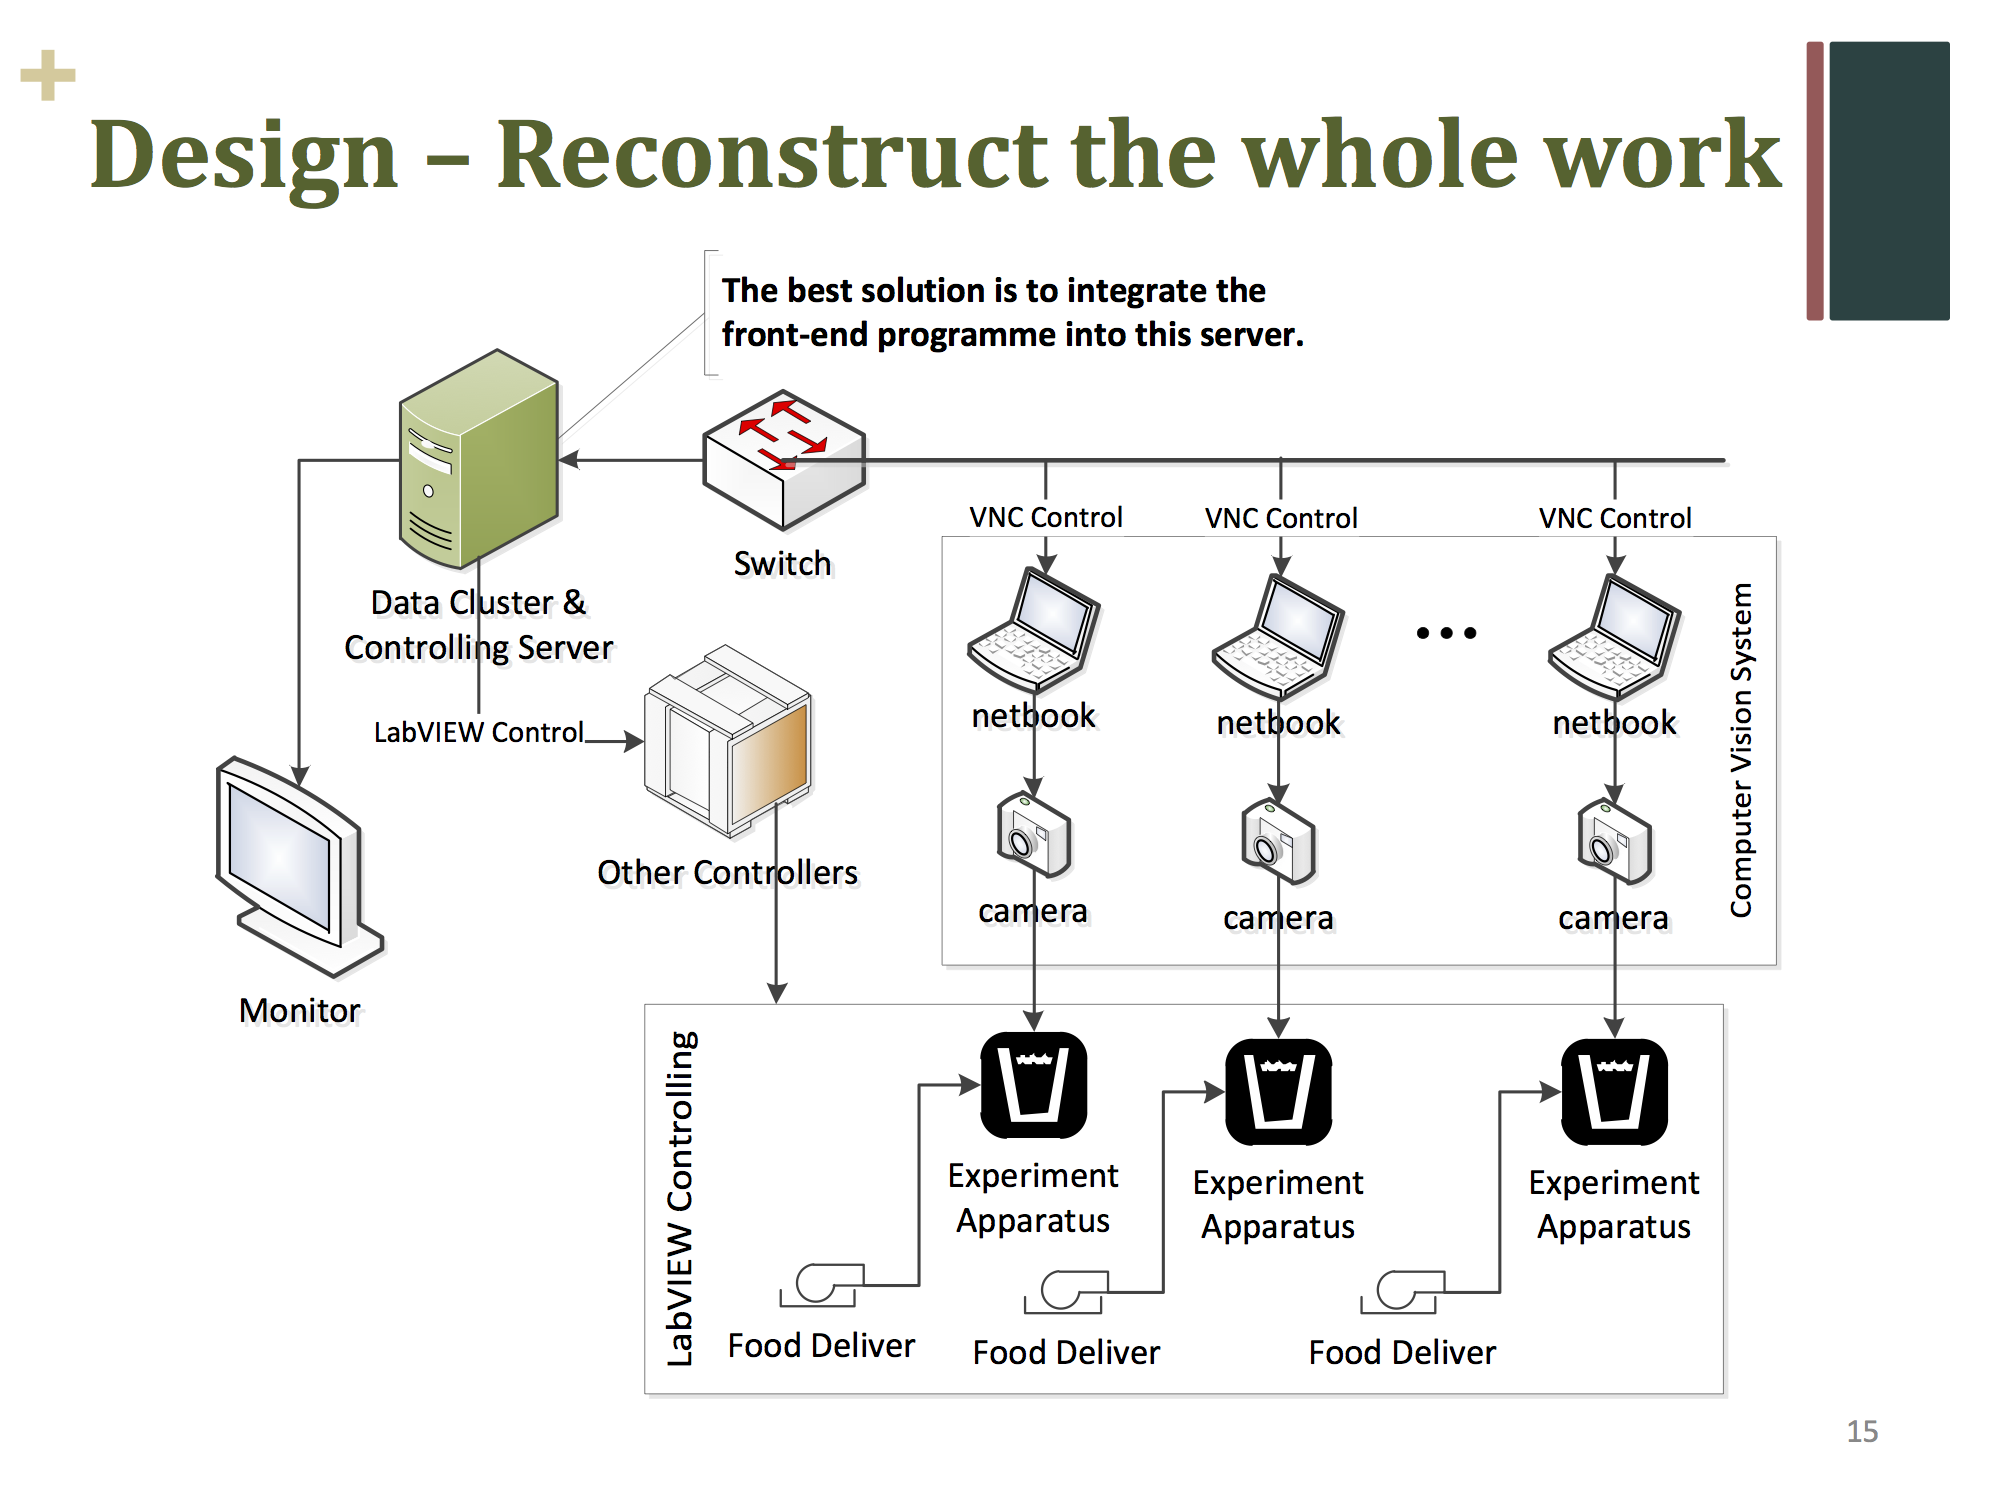 +
Design – Reconstruct the whole work
The best solution is to integrate the
front-end programme into this server.
Switch
Data Cluster &
Controlling Server
LabVIEW Control
Other Controllers
Monitor
VNC Control
VNC Control
VNC Control
netbook
netbook
...
netbook
camera
camera
camera
Computer Vision System
LabVIEW Controlling
Experiment
Apparatus
Experiment
Apparatus
Experiment
Apparatus
Food Deliver
Food Deliver
Food Deliver
15